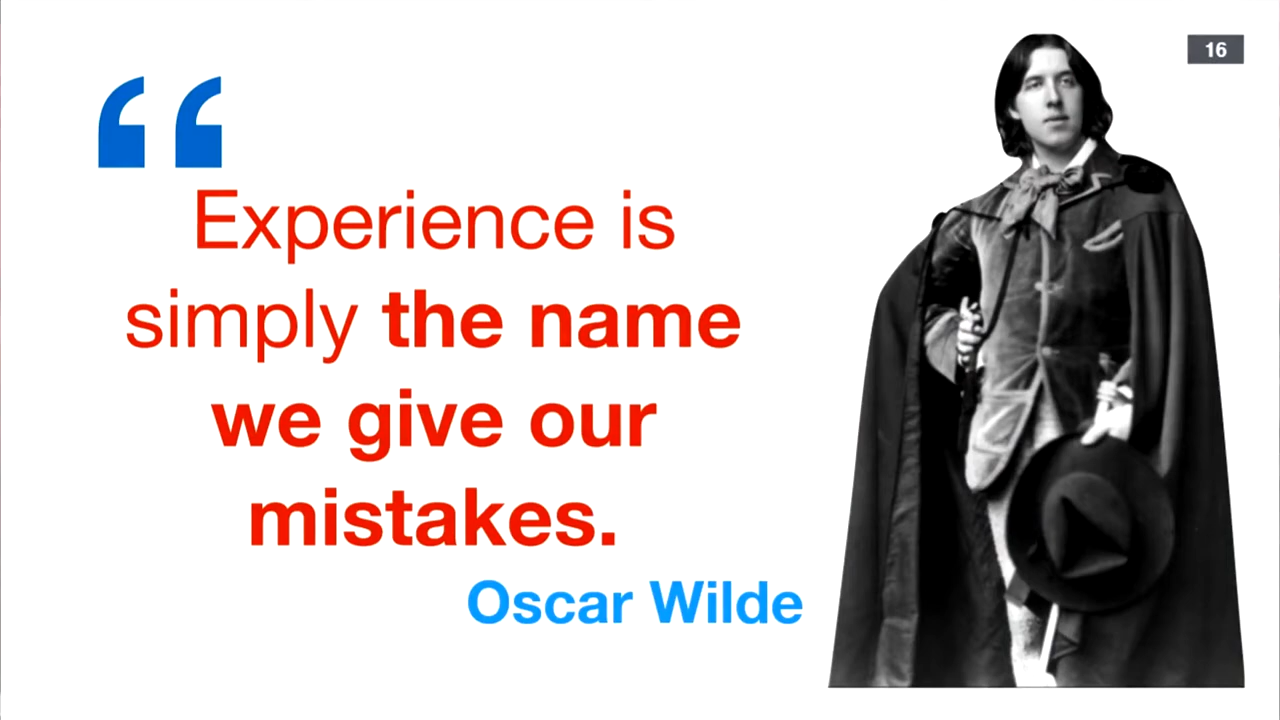 16
“
Experience is
simply the name
we give our
mistakes.
Oscar Wilde